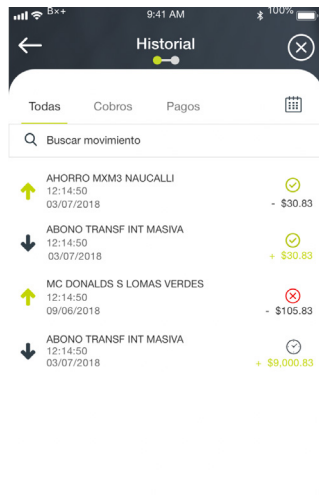 B×+
9:41 AM
100%
Historial
Todas
Cobros
Pagos
Buscar movimiento
AHORRO MXM3 NAUCALLI
12:14:50
03/07/2018
- $30.83
ABONO TRANSF INT MASIVA
12:14:50
03/07/2018
+ $30.83
MC DONALDS S LOMAS VERDES
12:14:50
09/06/2018
- $105.83
ABONO TRANSF INT MASIVA
12:14:50
03/07/2018
+ $9,000.83